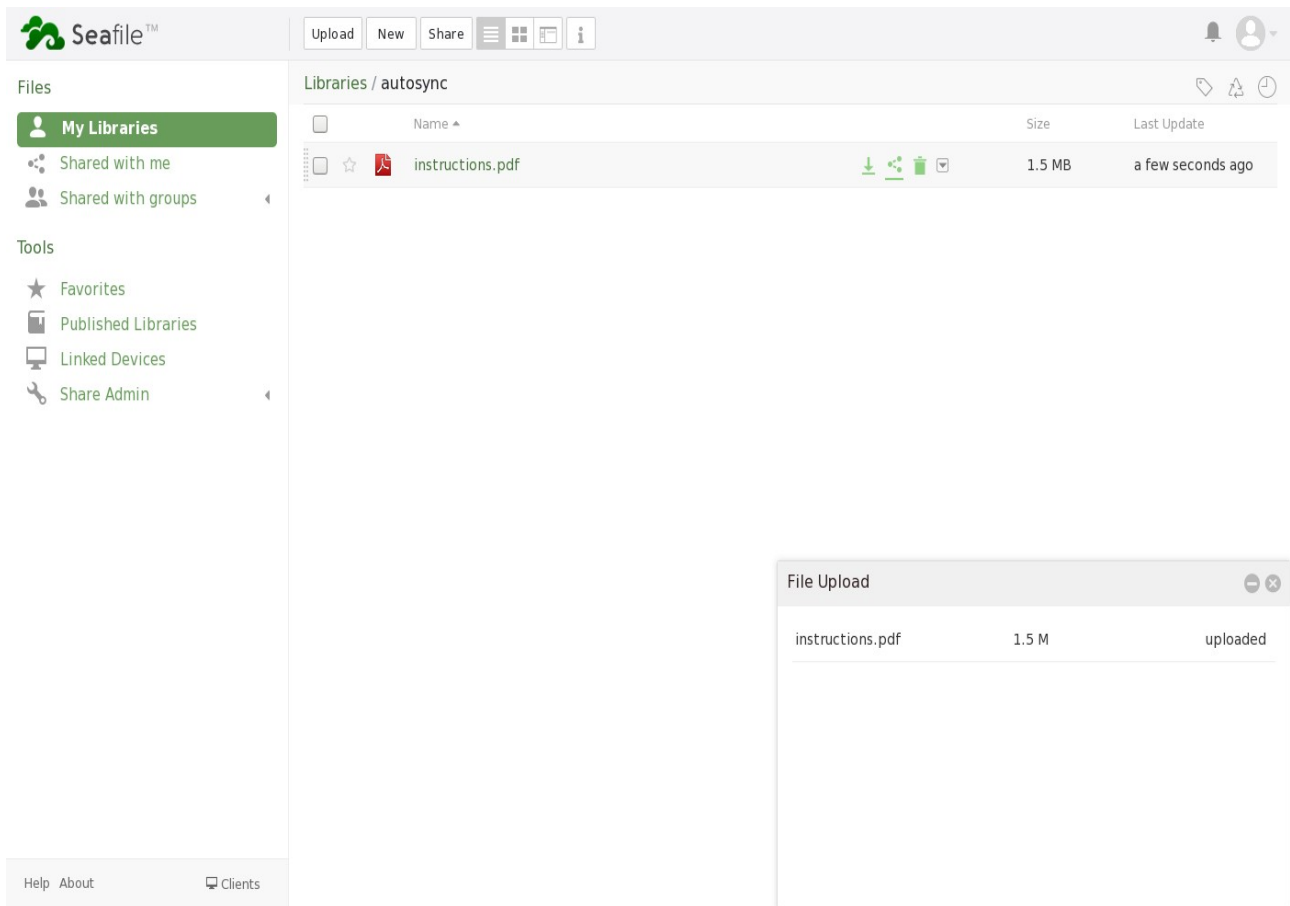 Seafile™
Upload New Share
Files
My Libraries
Shared with me
Shared with groups
Tools
Favorites
Published Libraries
Linked Devices
Share Admin
Help About Clients
Libraries / autosync
Name Size Last Update
instructions.pdf 1.5 MB a few seconds ago
File Upload
instructions.pdf 1.5 M uploaded